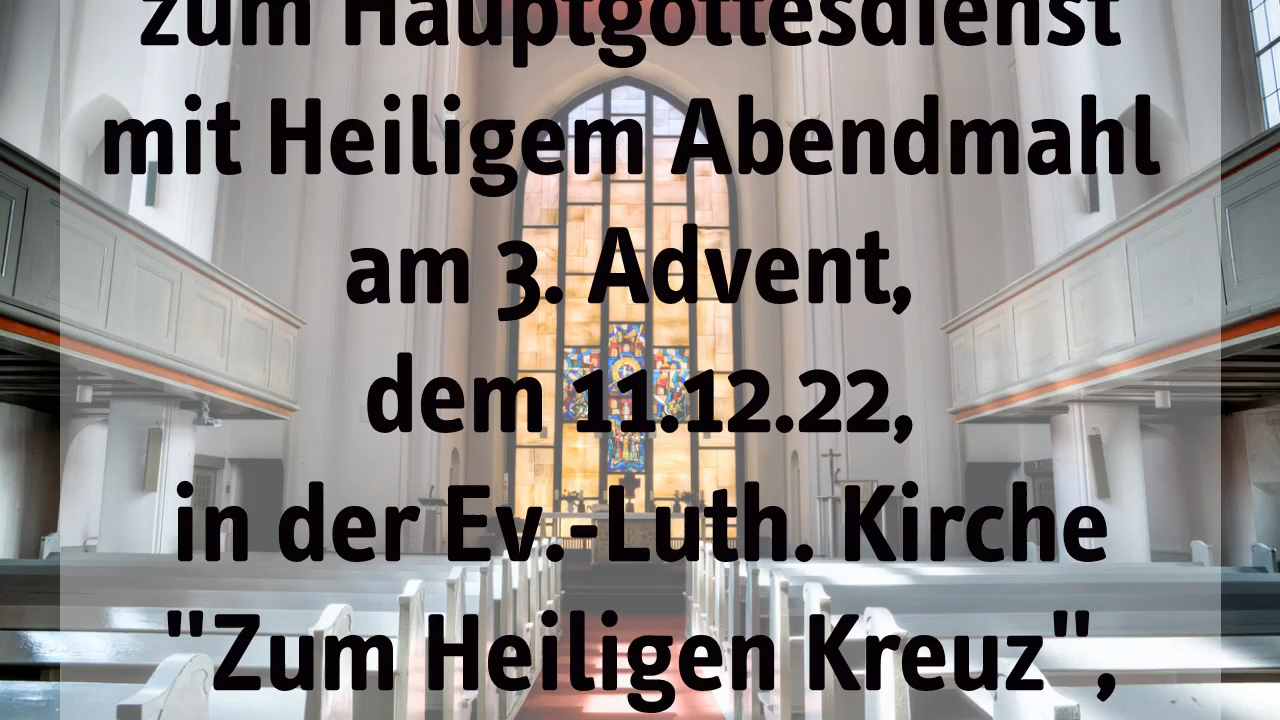 zum Hauptgottesdienst
mit Heiligem Abendmahl
am 3. Advent,
dem 11.12.22,
in der Ev.-Luth. Kirche
"Zum Heiligen Kreuz",